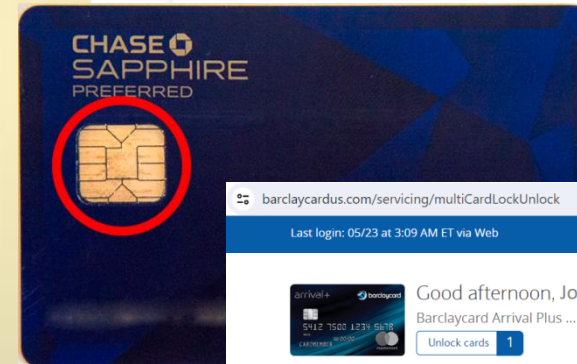 CHASE
SAPPHIRE
PREFERRED
barclaycardus.com/servicing/multiCardLockUnlock
Last login: 05/23 at 3:09 AM ET via Web
arrival+ barclaycard
5412 7500 1234 5678
CARDMEMBER
Good afternoon, Jo
Barclaycard Arrival Plus ...
Unlock cards 1